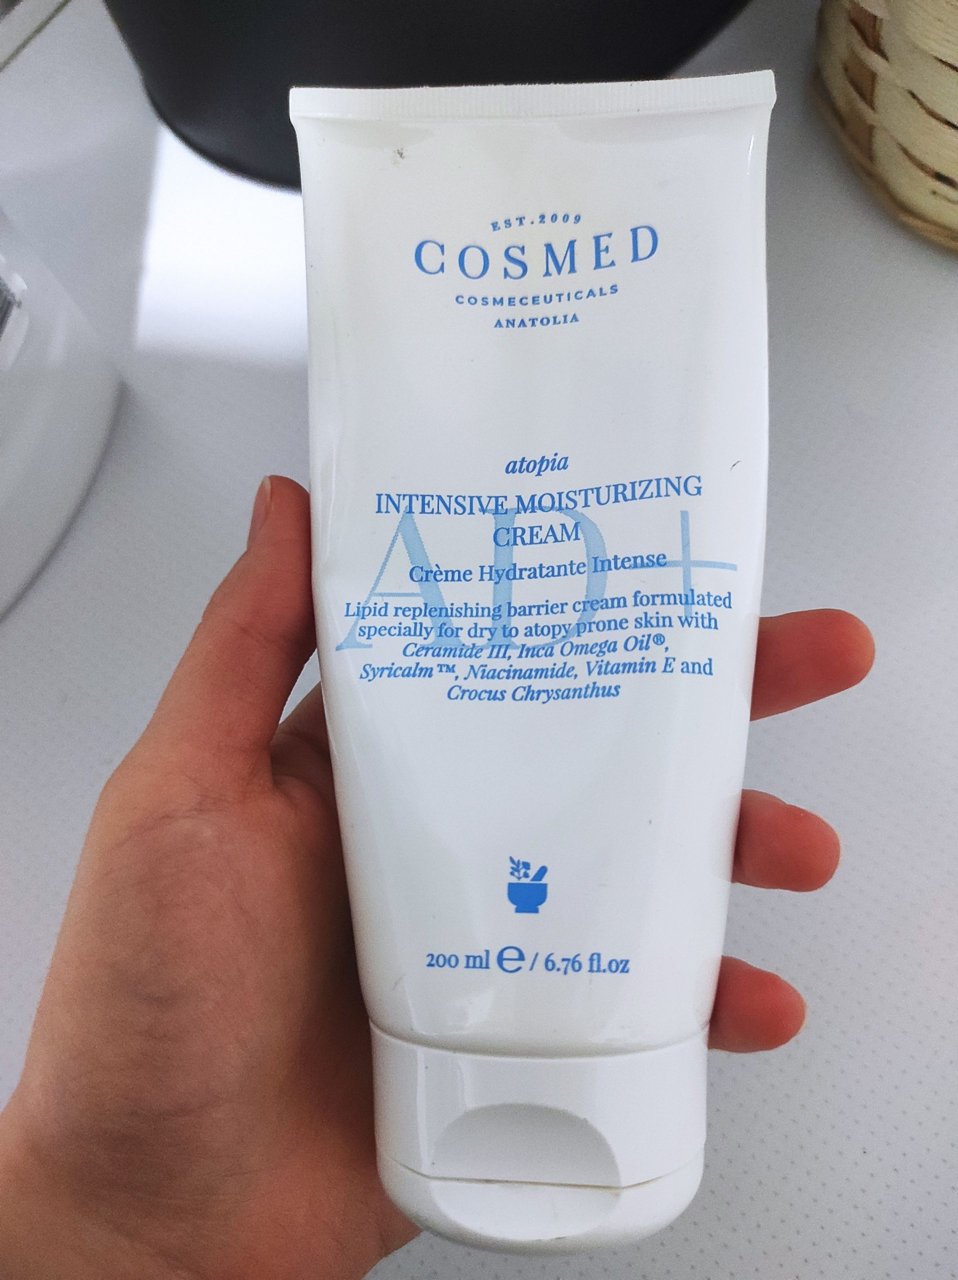 EST.2009
COSMED
COSMECEUTICALS
ANATOLIA
atopia
AD+
INTENSIVE MOISTURIZING
CREAM
Crème Hydratante Intense
Lipid replenishing barrier cream formulated
specially for dry to atopy prone skin with
Ceramide III, Inca Omega Oil®,
Syricalm™, Niacinamide, Vitamin E and
Crocus Chrysanthus
200 ml e / 6.76 fl.oz